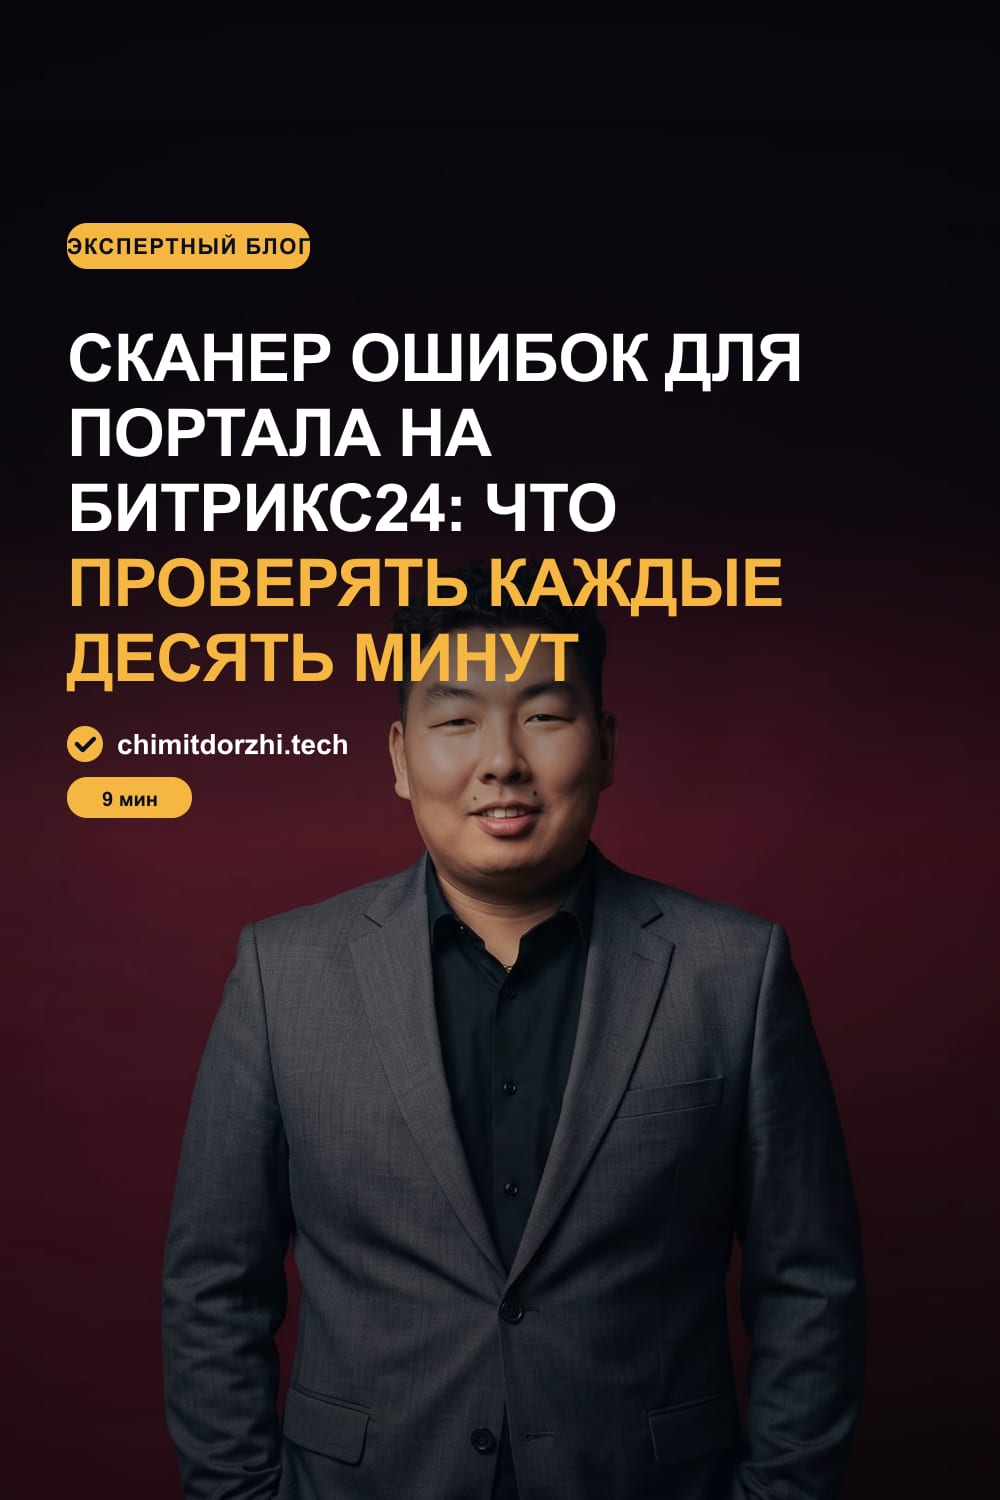 ЭКСПЕРТНЫЙ БЛОГ
СКАНЕР ОШИБОК ДЛЯ
ПОРТАЛА НА
БИТРИКС24: ЧТО
ПРОВЕРЯТЬ КАЖДЫЕ
ДЕСЯТЬ МИНУТ
chimitdorzhi.tech
9 мин